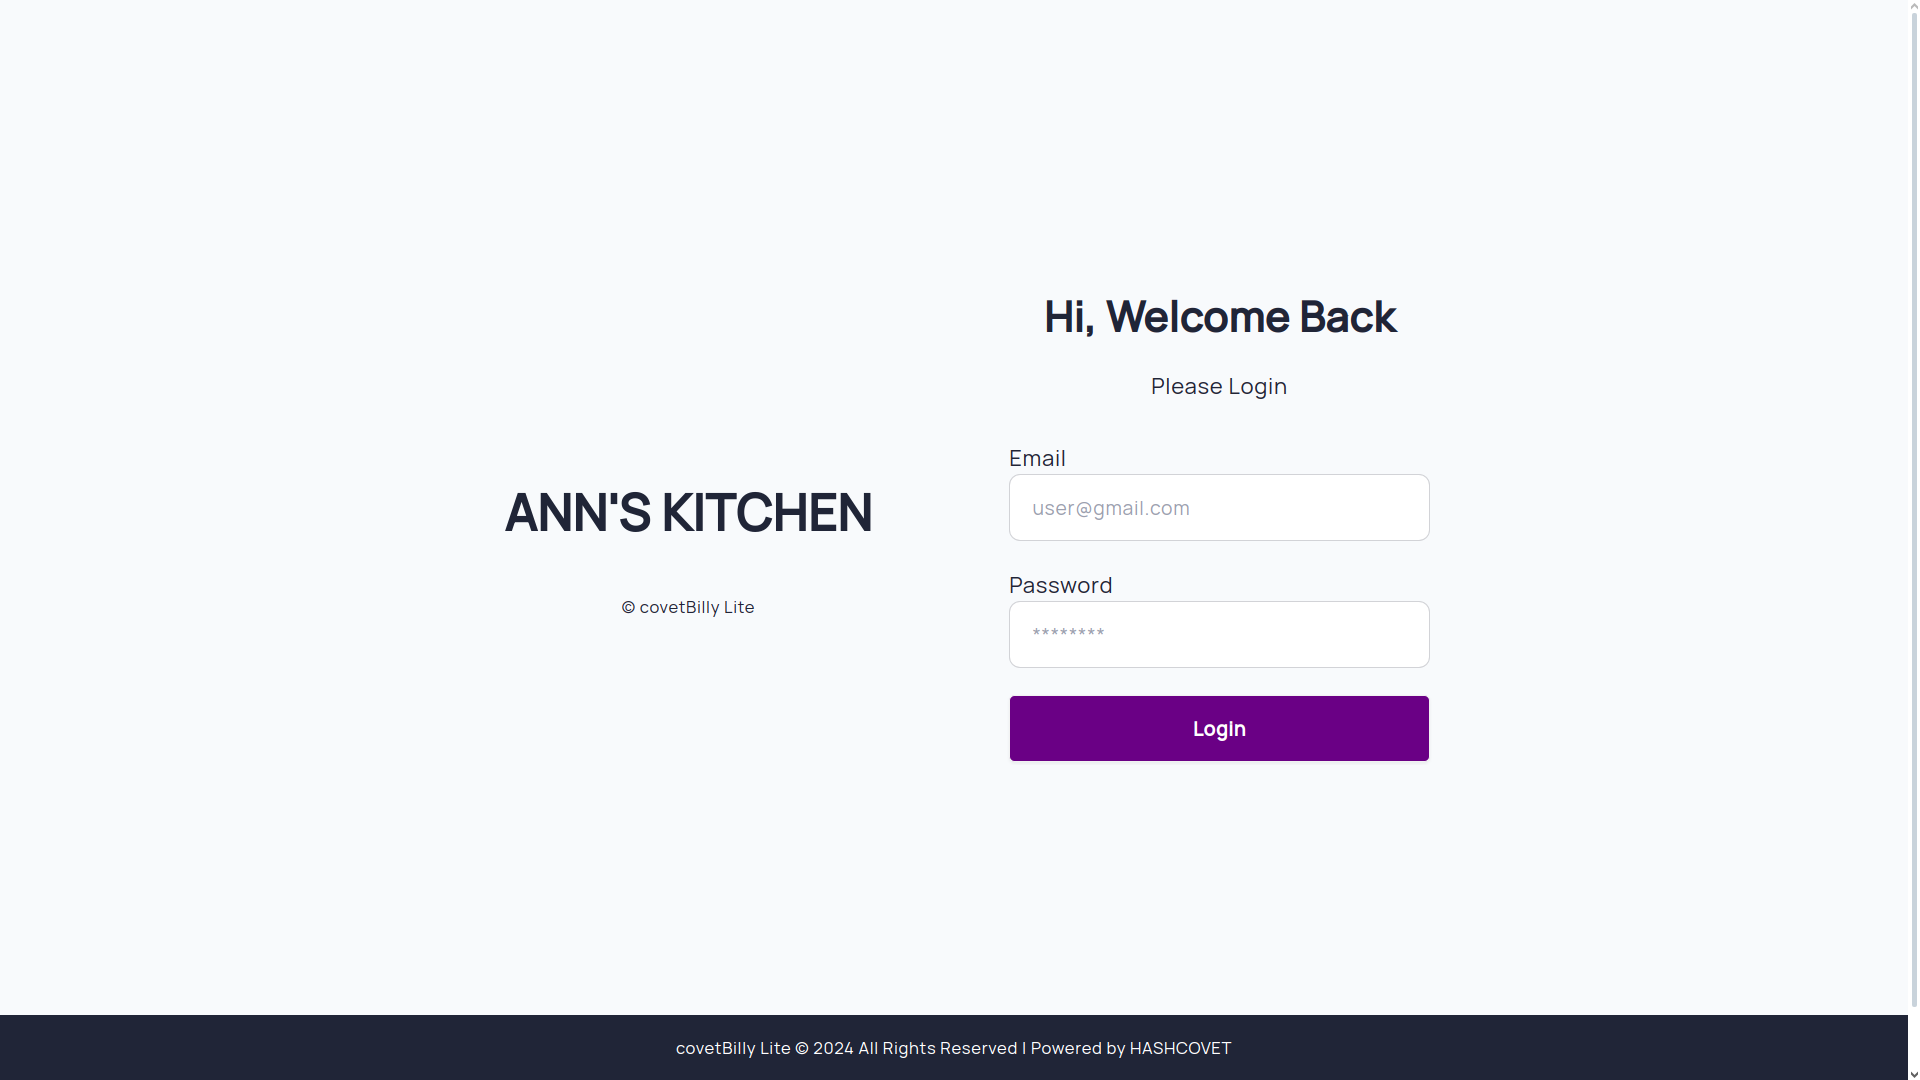 ANN'S KITCHEN
© covetBilly Lite
Hi, Welcome Back
Please Login
Email
user@gmail.com
Password
********
LogIn
covetBilly Lite © 2024 All Rights Reserved | Powered by HASHCOVET